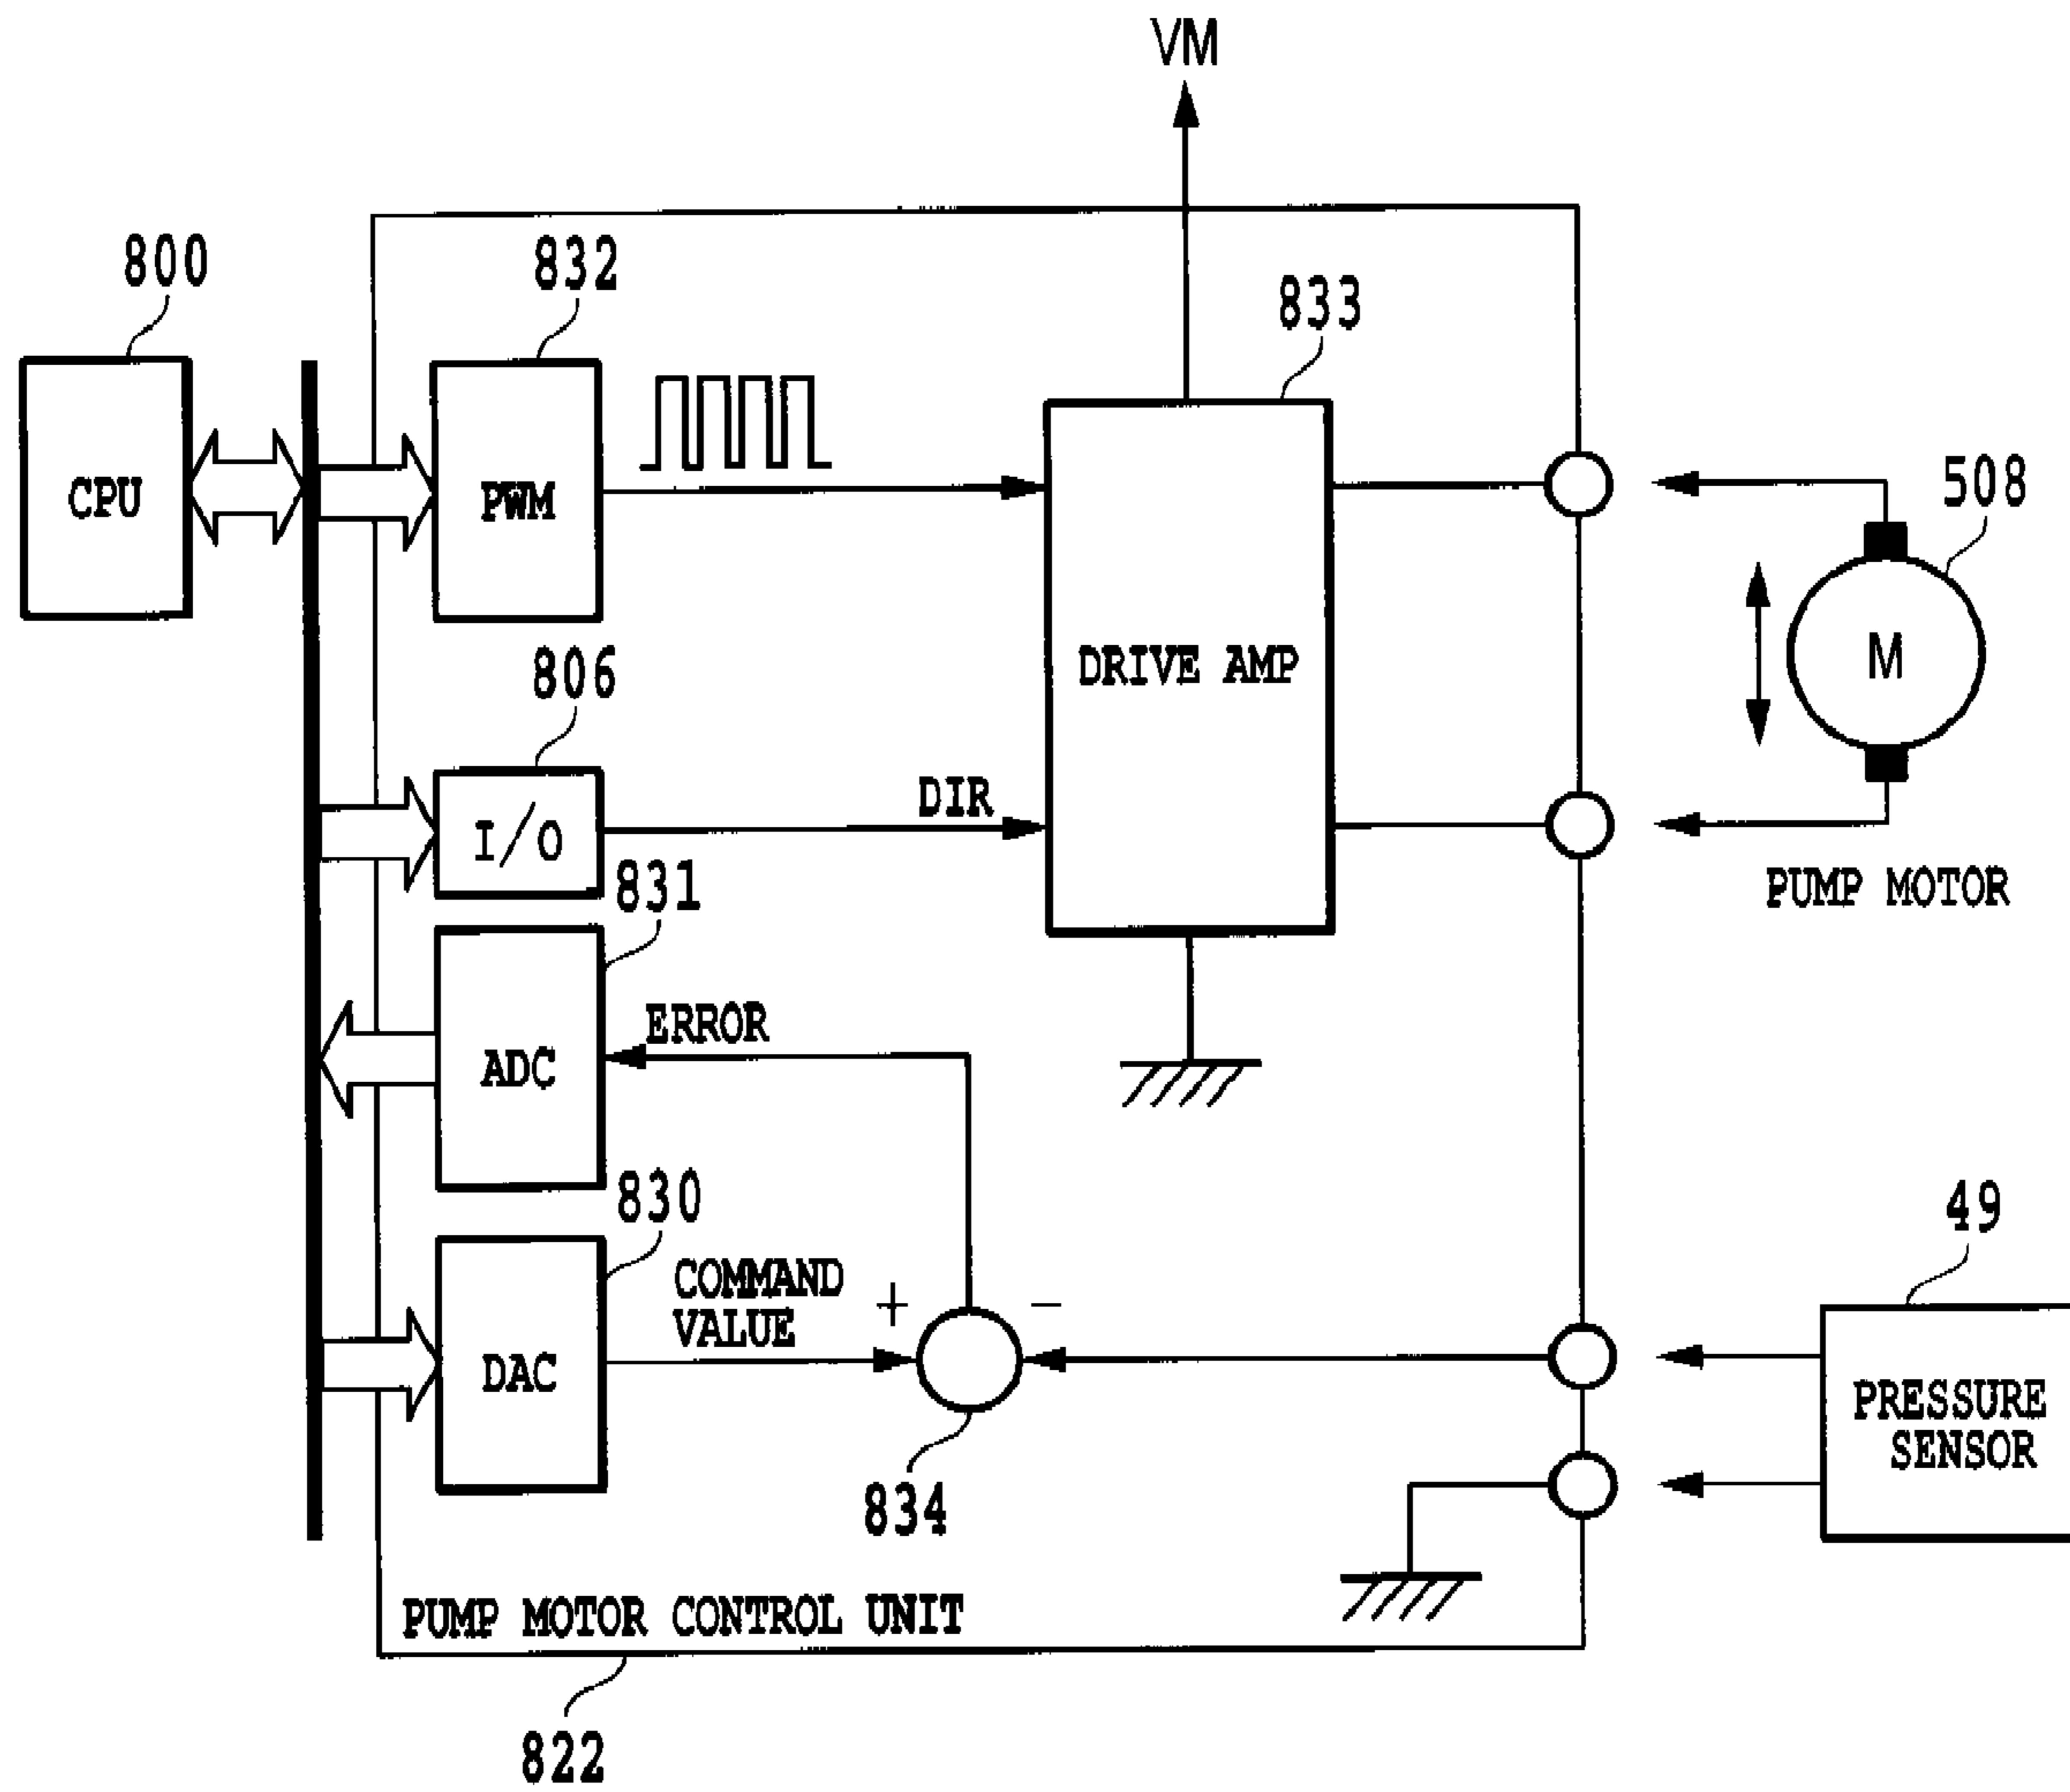 VM
800
832
833
CPU
PWM
508
M
DRIVE AMP
806
I/O
DIR
831
PUMP MOTOR
ADC
ERROR
830
DAC
COMMAND
VALUE
+
−
834
49
PRESSURE
SENSOR
PUMP MOTOR CONTROL UNIT
822